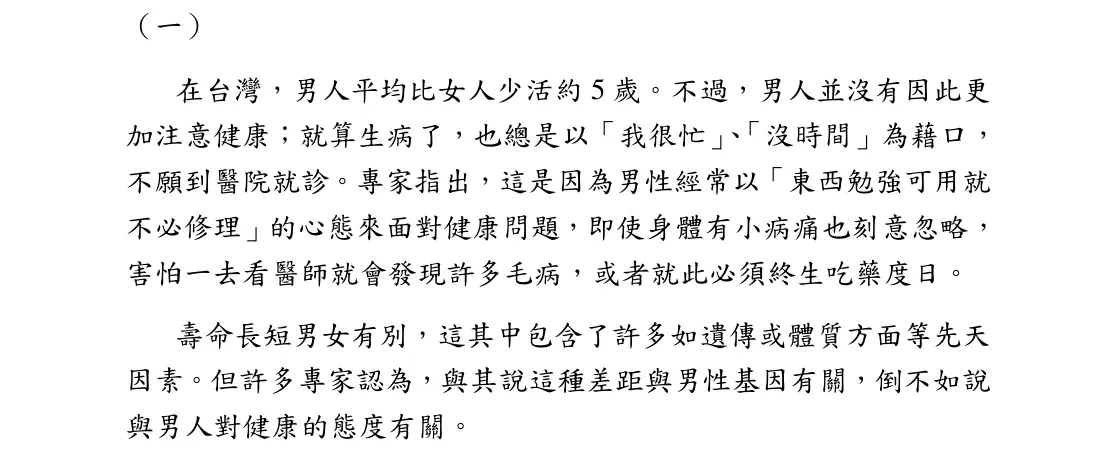 （一）
在台灣，男人平均比女人少活約5歲。不過，男人並沒有因此更
加注意健康；就算生病了，也總是以「我很忙」、「沒時間」為藉口，
不願到醫院就診。專家指出，這是因為男性經常以「東西勉強可用就
不必修理」的心態來面對健康問題，即使身體有小病痛也刻意忽略，
害怕一去看醫師就會發現許多毛病，或者就此必須終生吃藥度日。
壽命長短男女有別，這其中包含了許多如遺傳或體質方面等先天
因素。但許多專家認為，與其說這種差距與男性基因有關，倒不如說
與男人對健康的態度有關。